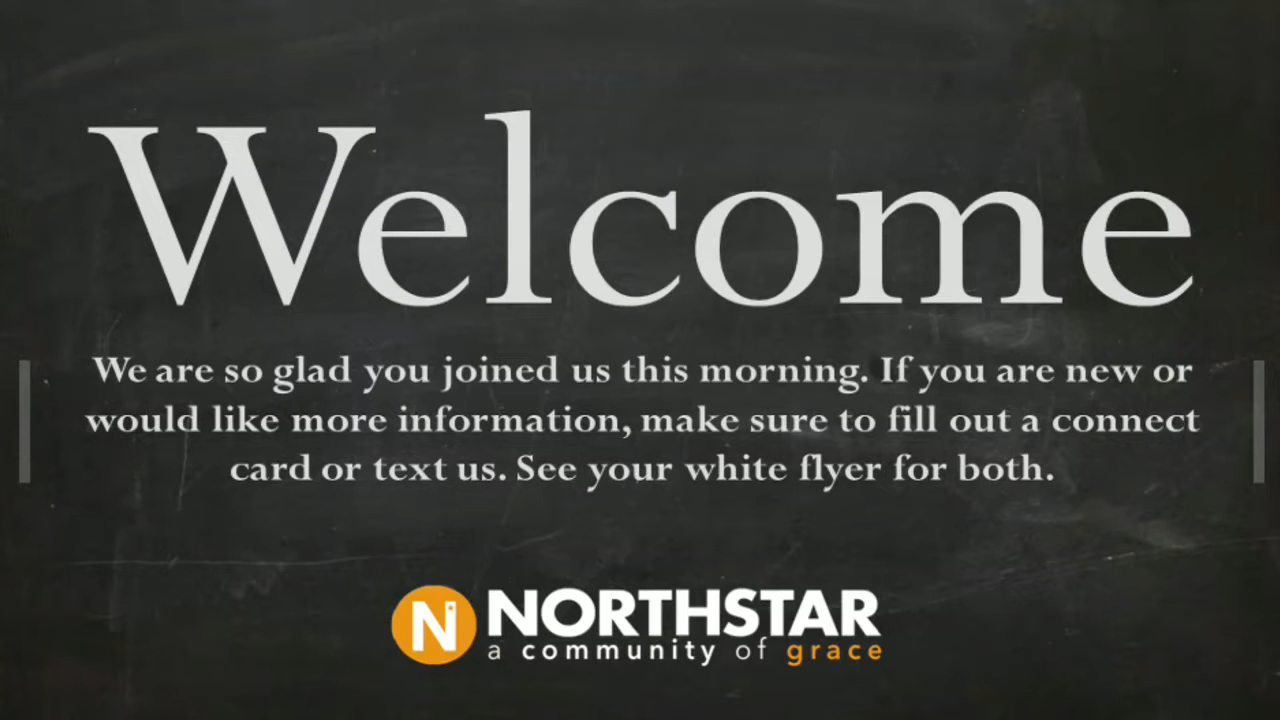 Welcome
We are so glad you joined us this morning. If you are new or
would like more information, make sure to fill out a connect
card or text us. See your white flyer for both.
N NORTHSTAR
a community of grace